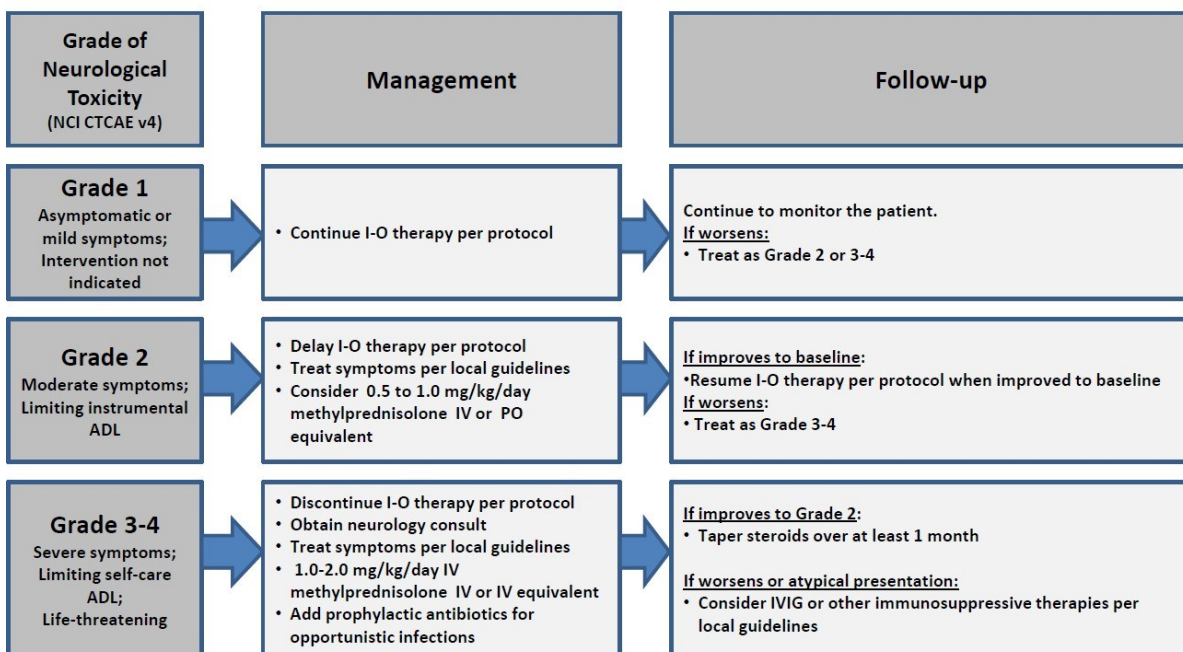 Grade of
Neurological
Toxicity
(NCI CTCAE v4)
Management
Follow-up
Grade 1
Asymptomatic or
mild symptoms;
Intervention not
indicated
• Continue I-O therapy per protocol
Continue to monitor the patient.
If worsens:
• Treat as Grade 2 or 3-4
Grade 2
Moderate symptoms;
Limiting instrumental
ADL
• Delay I-O therapy per protocol
• Treat symptoms per local guidelines
• Consider 0.5 to 1.0 mg/kg/day
methylprednisolone IV or PO
equivalent
If improves to baseline:
•Resume I-O therapy per protocol when improved to baseline
If worsens:
• Treat as Grade 3-4
Grade 3-4
Severe symptoms;
Limiting self-care
ADL;
Life-threatening
• Discontinue I-O therapy per protocol
• Obtain neurology consult
• Treat symptoms per local guidelines
• 1.0-2.0 mg/kg/day IV
methylprednisolone IV or IV equivalent
• Add prophylactic antibiotics for
opportunistic infections
If improves to Grade 2:
• Taper steroids over at least 1 month
If worsens or atypical presentation:
• Consider IVIG or other immunosuppressive therapies per
local guidelines